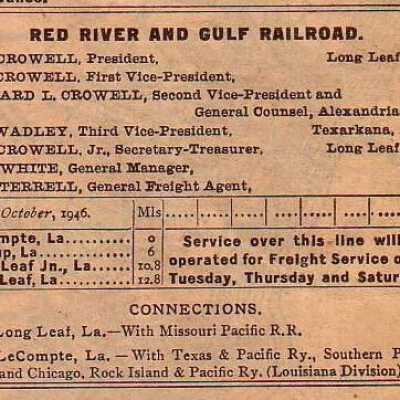 RED RIVER AND GULF RAILROAD.
CROWELL, President, Long Leaf
CROWELL, First Vice-President,
ARD L. CROWELL, Second Vice-President and
General Counsel, Alexandria
WADLEY, Third Vice-President, Texarkana,
CROWELL, Jr., Secretary-Treasurer, Long Leaf
WHITE, General Manager,
TERRELL, General Freight Agent,
October, 1946. Mls
ompte, La. 0 Service over this line will
p, La. 6 operated for Freight Service o
Leaf Jn., La. 10.8 Tuesday, Thursday and Satur
Leaf, La. 12.8
CONNECTIONS.
Long Leaf, La.—With Missouri Pacific R.R.
LeCompte, La. — With Texas & Pacific Ry., Southern P
and Chicago, Rock Island & Pacific Ry. (Louisiana Division)